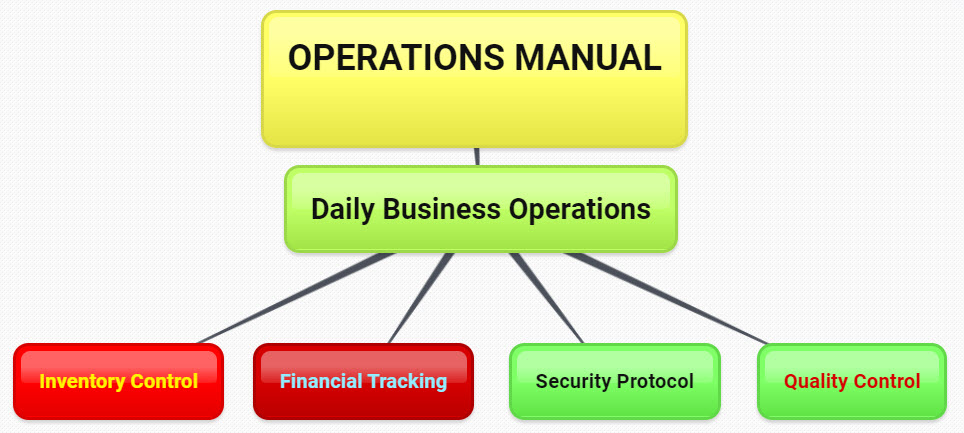 OPERATIONS MANUAL
Daily Business Operations
Inventory Control
Financial Tracking
Security Protocol
Quality Control